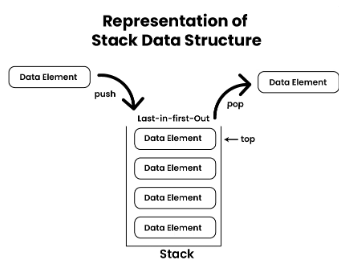 Representation of
Stack Data Structure
Data Element
push
Data Element
pop
Last-in-first-Out
Data Element
top
Data Element
Data Element
Data Element
Stack